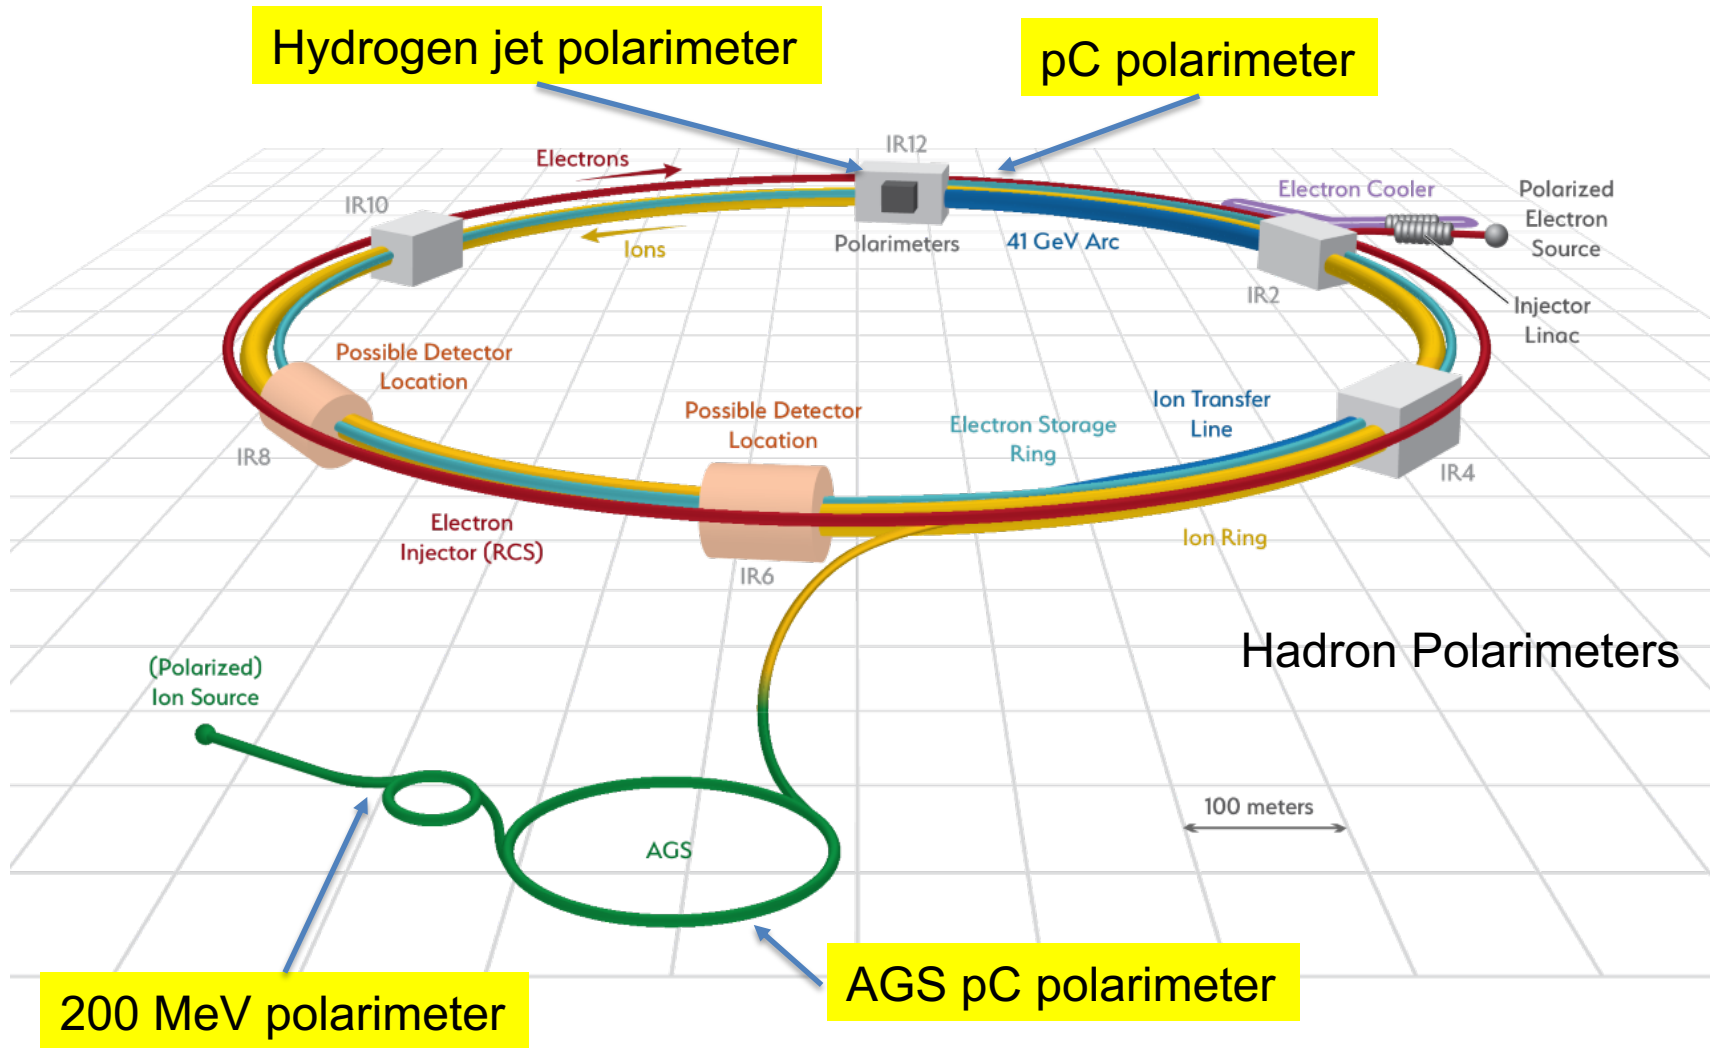 Hydrogen jet polarimeter
pC polarimeter
IR12
Electrons
Electron Cooler
Polarized
Electron
Source
IR10
Ions
Polarimeters
41 GeV Arc
IR2
Injector
Linac
Possible Detector
Location
Possible Detector
Location
Electron Storage
Ring
Ion Transfer
Line
IR8
IR4
Electron
Injector (RCS)
IR6
Ion Ring
Hadron Polarimeters
(Polarized)
Ion Source
100 meters
AGS
AGS pC polarimeter
200 MeV polarimeter